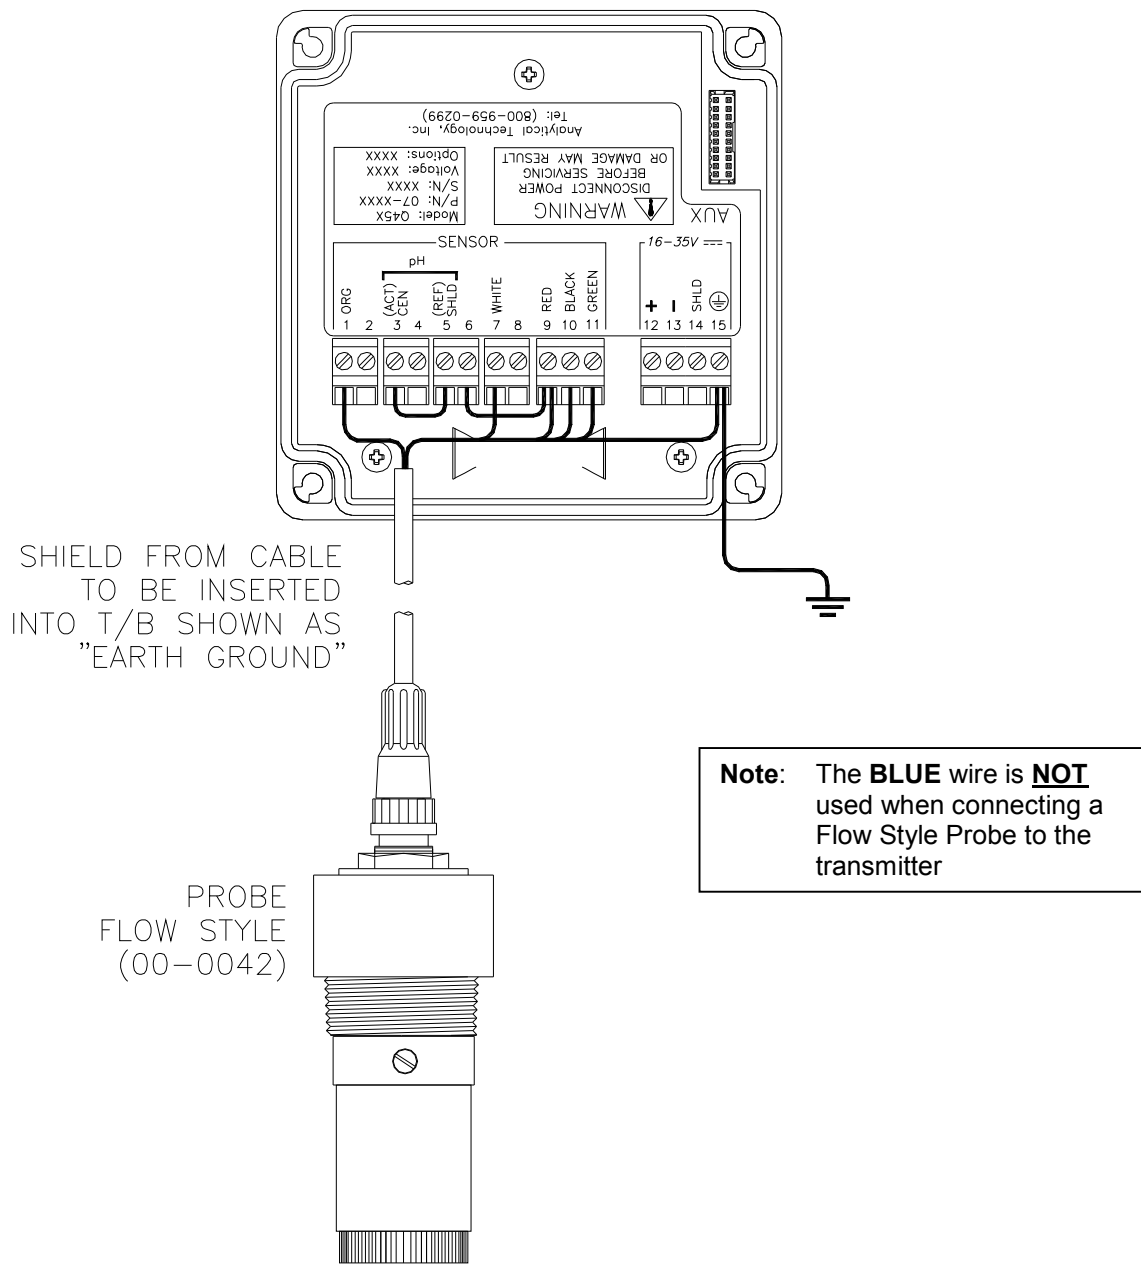 Tel: (800-959-0299)
Analytical Technology, Inc.
Options: XXXX
Voltage: XXXX
S/N: XXXX
P/N: 07-XXXX
Model: Q45X
OR DAMAGE MAY RESULT
BEFORE SERVICING
DISCONNECT POWER
WARNING
AUX
SENSOR
16-35V
pH
ORG
(ACT)
CEN
(REF)
SHLD
WHITE
RED
BLACK
GREEN
+
-
SHLD
1 2 3 4 5 6 7 8 9 10 11 12 13 14 15
SHIELD FROM CABLE
TO BE INSERTED
INTO T/B SHOWN AS
"EARTH GROUND"
Note: The BLUE wire is NOT
used when connecting a
Flow Style Probe to the
transmitter
PROBE
FLOW STYLE
(00-0042)